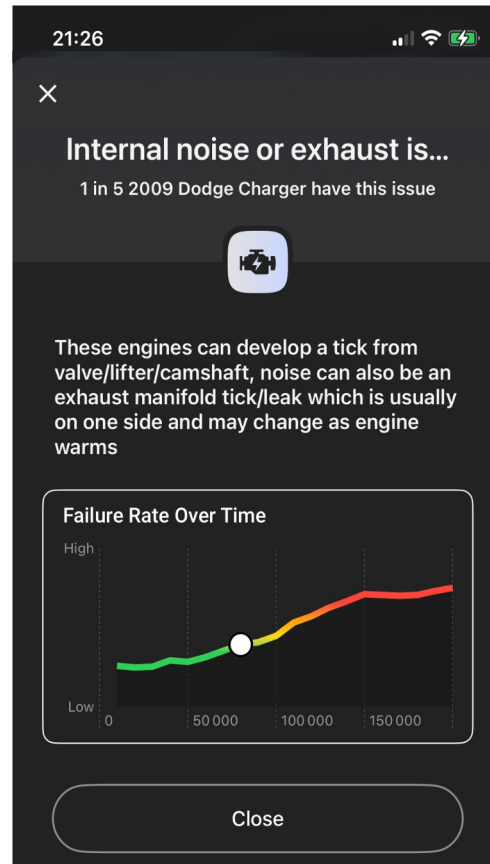 21:26
Internal noise or exhaust is...
1 in 5 2009 Dodge Charger have this issue
These engines can develop a tick from
valve/lifter/camshaft, noise can also be an
exhaust manifold tick/leak which is usually
on one side and may change as engine
warms
Failure Rate Over Time
High
Low
0 50 000 100 000 150 000
Close